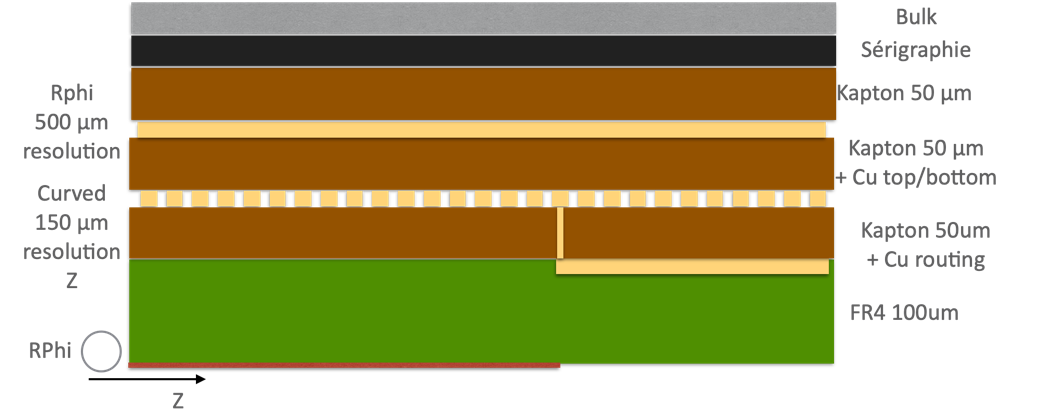 Bulk
Sérigraphie
Rphi
500 µm
resolution
Kapton 50 µm
Kapton 50 µm
+ Cu top/bottom
Curved
150 µm
resolution
Z
Kapton 50um
+ Cu routing
FR4 100um
RPhi
Z